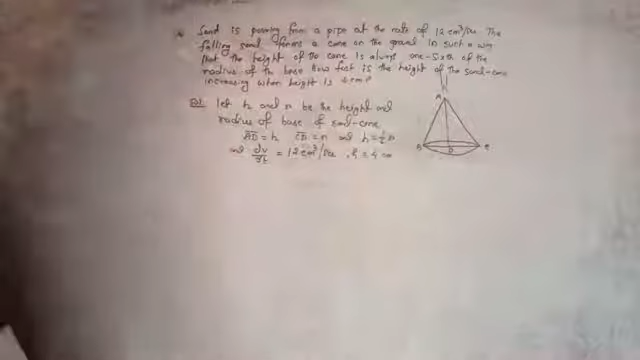 Sand is pouring from a pipe at the rate of 12 cm³/sec. The
falling sand forms a cone on the ground in such a way
that the height of the cone is always one-sixth of the
radius of the base. How fast is the height of the sand-cone
increasing when height is 4 cm?
Let h and r be the height and
radius of base of sand-cone
AD = h CD = r and h = 1/6 r
and dv/dt = 12 cm³/sec, h = 4 cm
A
B D C